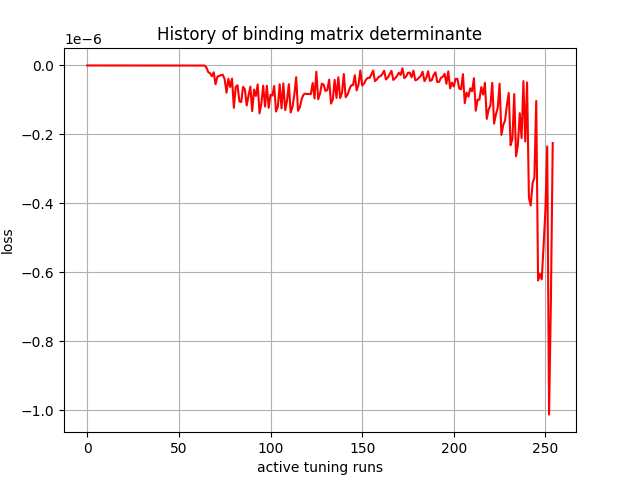 History of binding matrix determinante
1e−6
0.0
−0.2
−0.4
−0.6
−0.8
−1.0
loss
0 50 100 150 200 250
active tuning runs